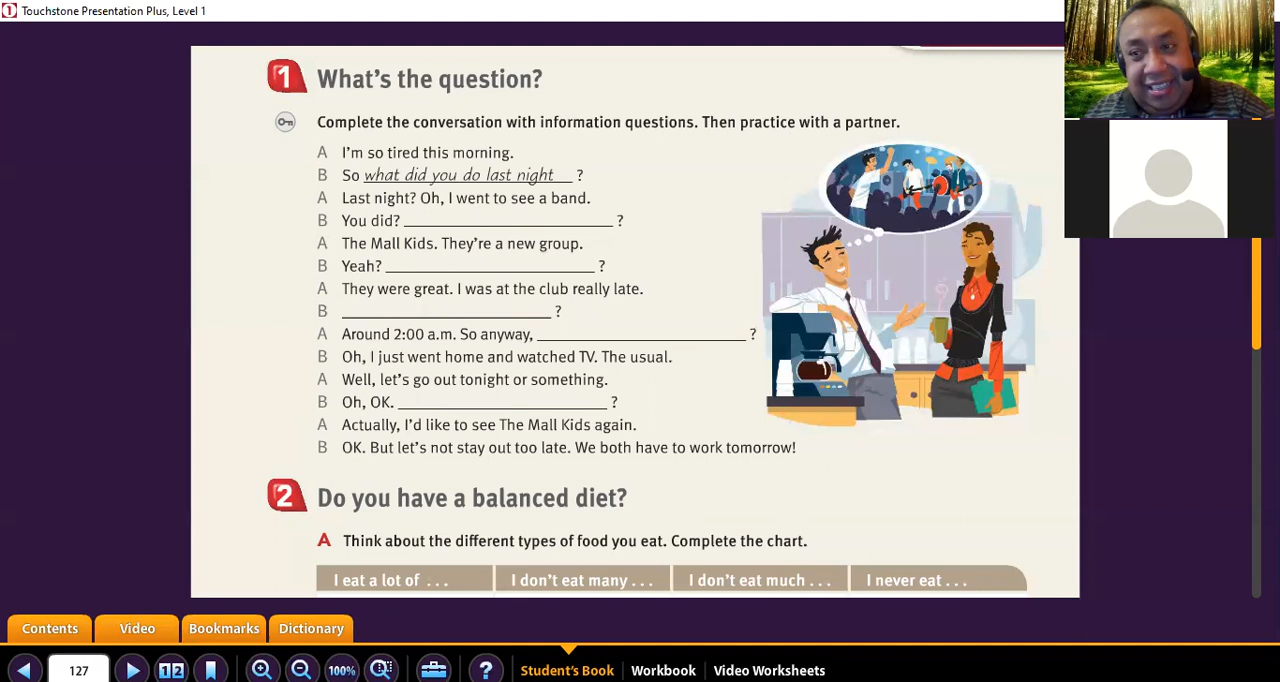 Touchstone Presentation Plus, Level 1
1 What's the question?
Complete the conversation with information questions. Then practice with a partner.
A I'm so tired this morning.
B So what did you do last night ?
A Last night? Oh, I went to see a band.
B You did? ____________________ ?
A The Mall Kids. They're a new group.
B Yeah? ____________________ ?
A They were great. I was at the club really late.
B ____________________ ?
A Around 2:00 a.m. So anyway, ____________________ ?
B Oh, I just went home and watched TV. The usual.
A Well, let's go out tonight or something.
B Oh, OK. ____________________ ?
A Actually, I'd like to see The Mall Kids again.
B OK. But let's not stay out too late. We both have to work tomorrow!
2 Do you have a balanced diet?
A Think about the different types of food you eat. Complete the chart.
I eat a lot of . . . I don't eat many . . . I don't eat much . . . I never eat . . .
Contents Video Bookmarks Dictionary
127 1 2 100% ? Student's Book Workbook Video Worksheets